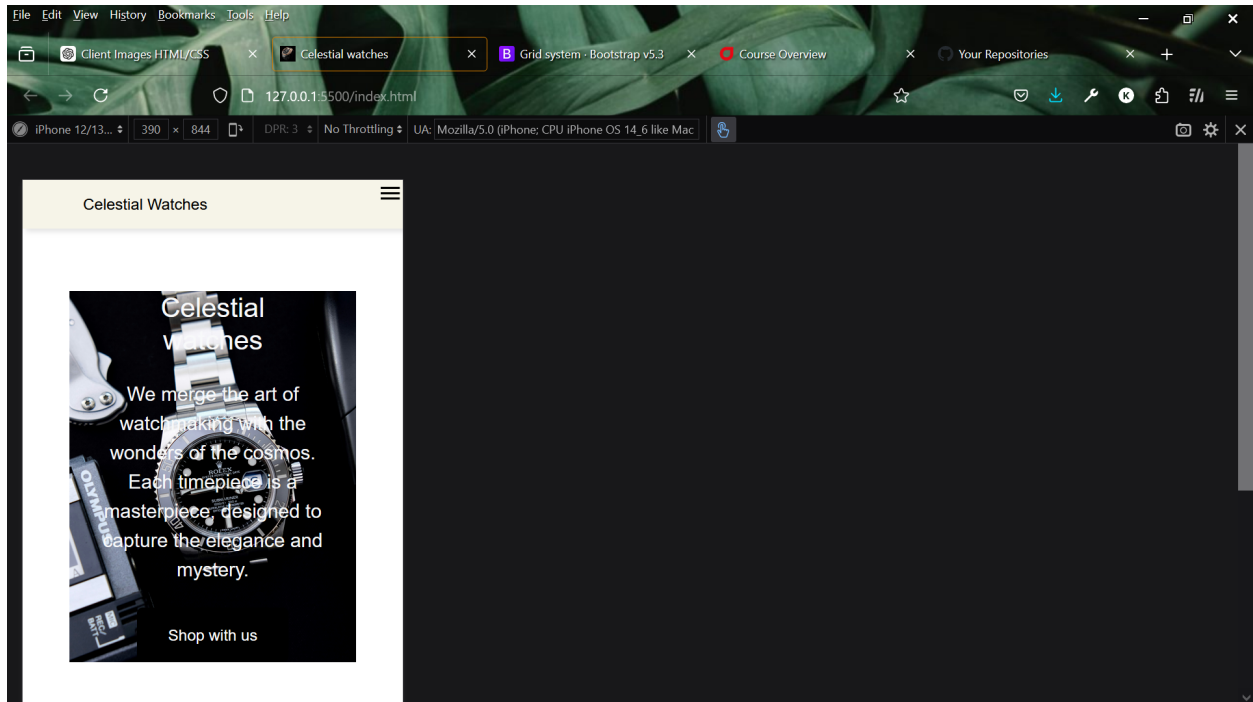 File Edit View History Bookmarks Tools Help
Client Images HTML/CSS
Celestial watches
B Grid system · Bootstrap v5.3
Course Overview
Your Repositories
127.0.0.1:5500/index.html
K
iPhone 12/13... 390 × 844 DPR: 3 No Throttling UA: Mozilla/5.0 (iPhone; CPU iPhone OS 14_6 like Mac
Celestial Watches
Celestial
watches
We merge the art of
watchmaking with the
wonders of the cosmos.
Each timepiece is a
masterpiece, designed to
capture the elegance and
mystery.
Shop with us
ROLEX
OLYMPUS
REC/
BATT